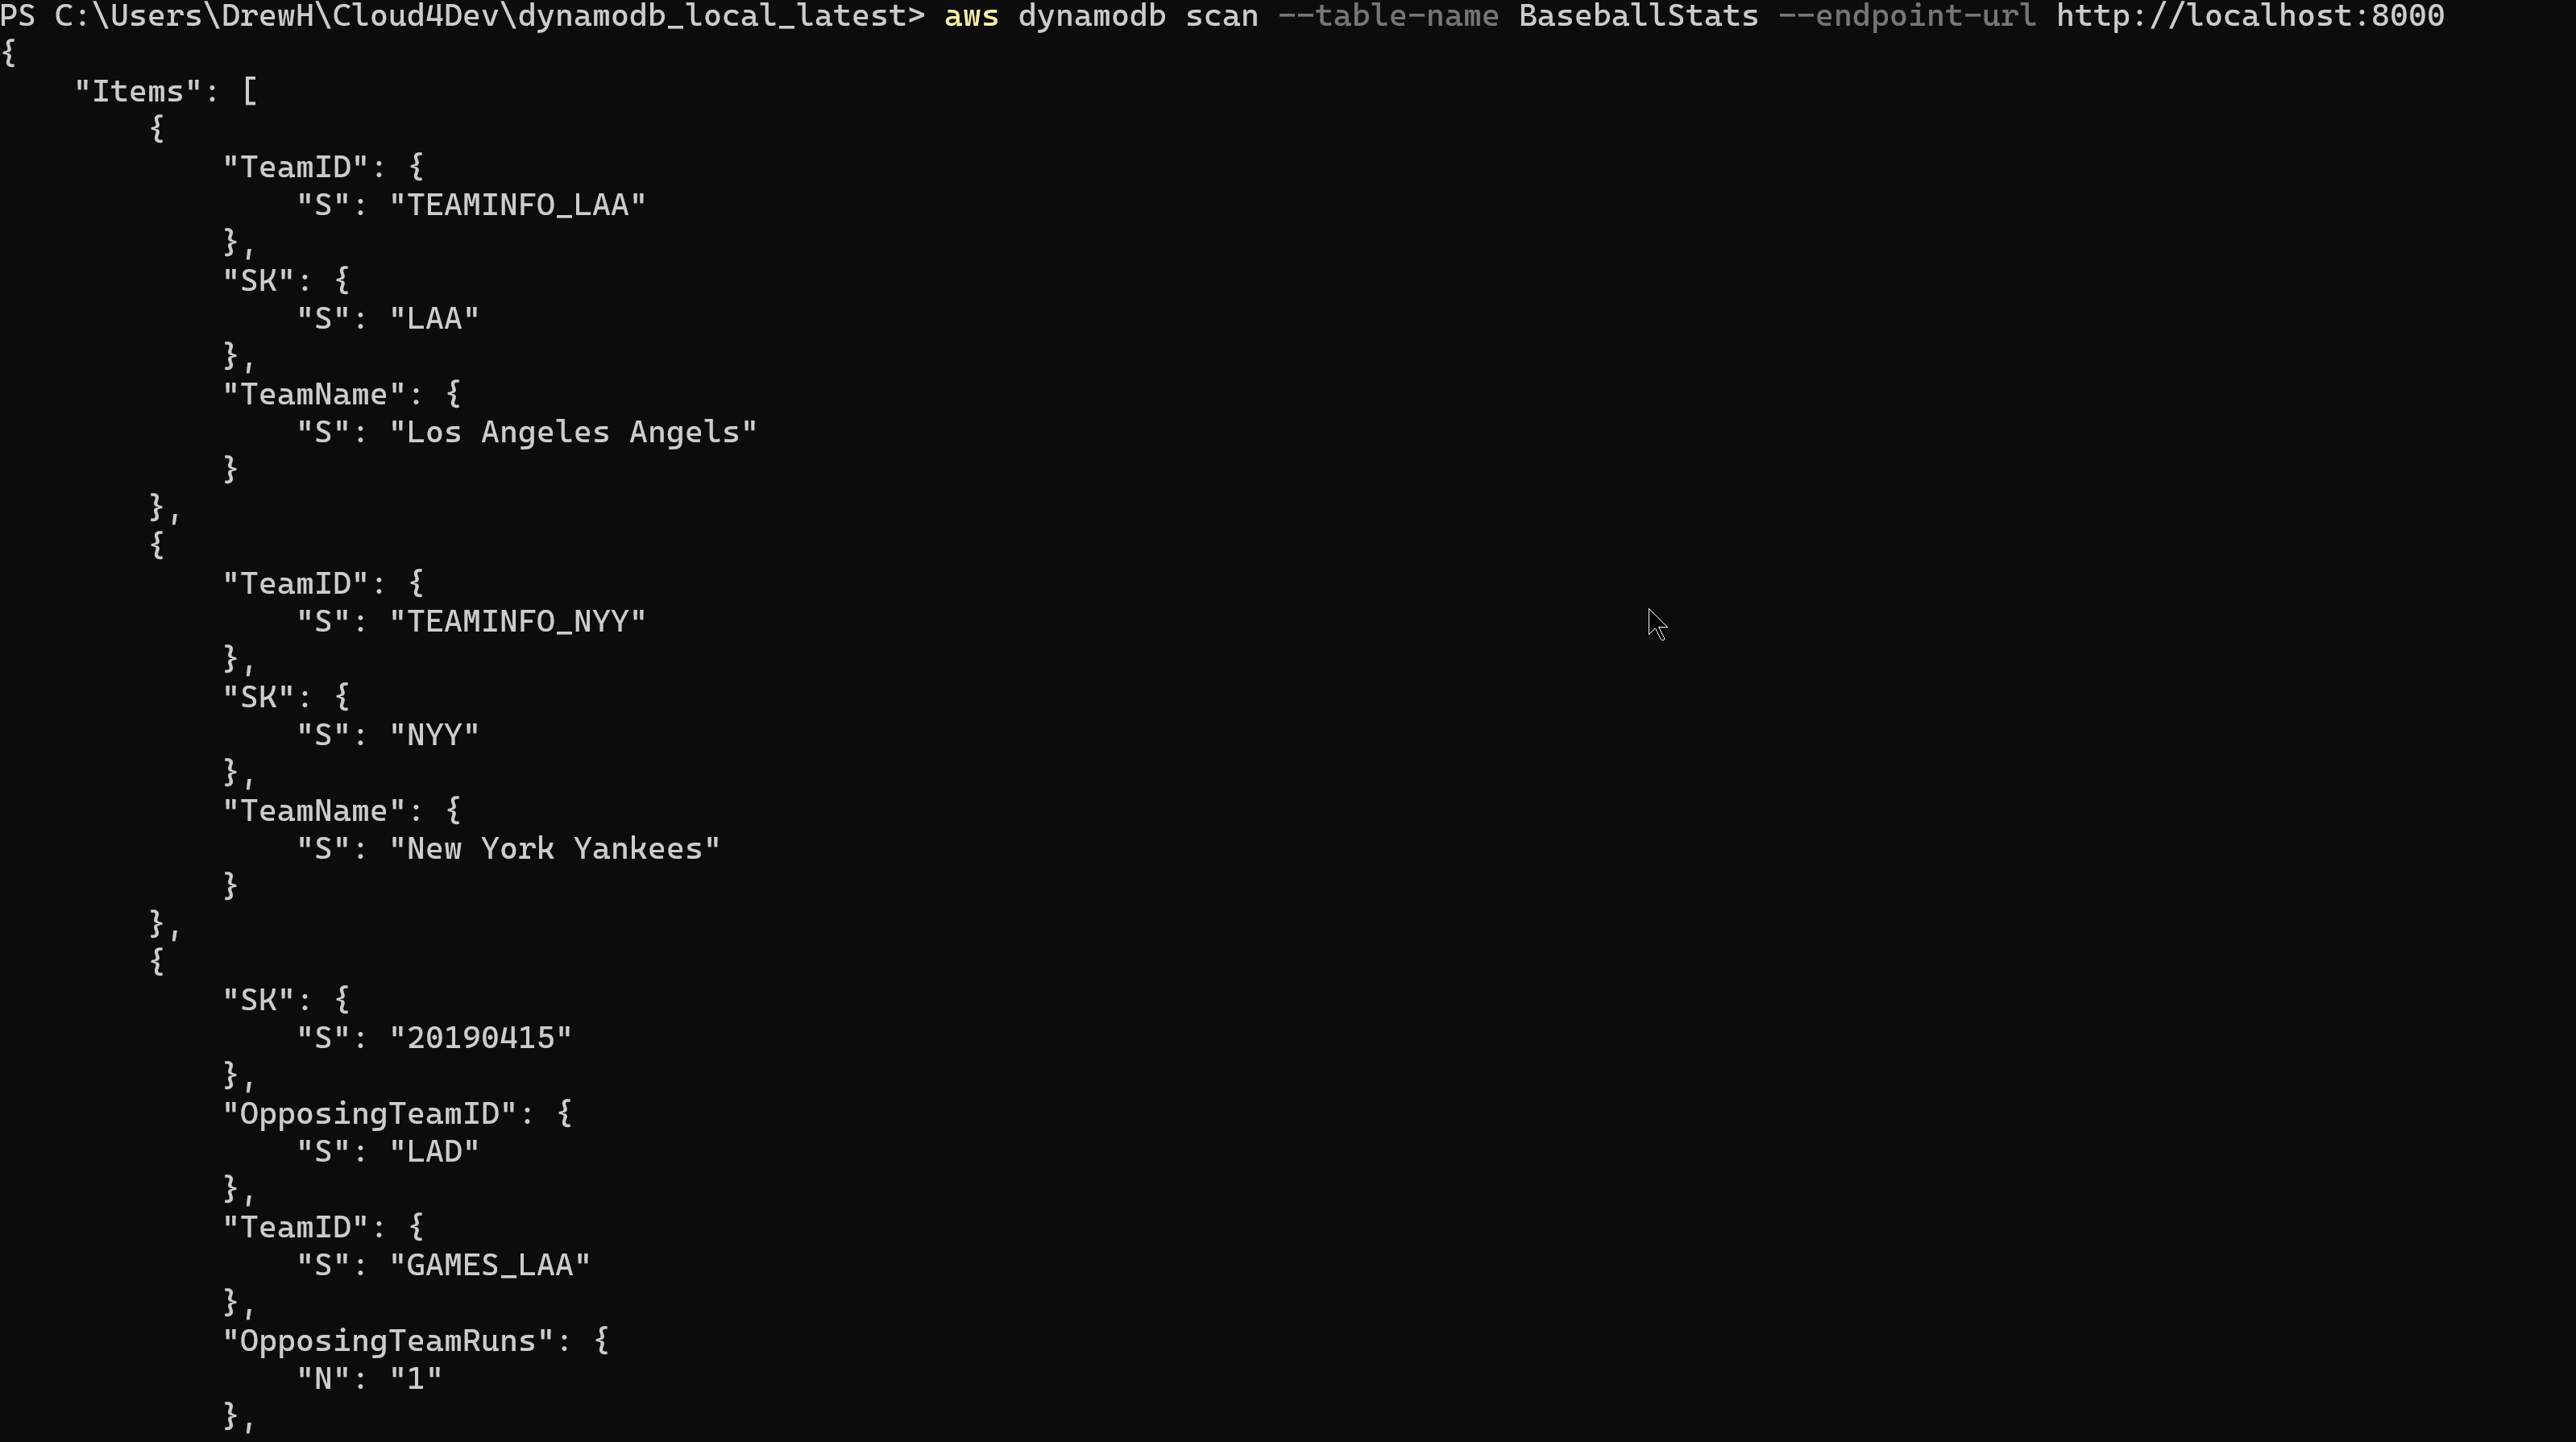 PS C:\Users\DrewH\Cloud4Dev\dynamodb_local_latest> aws dynamodb scan --table-name BaseballStats --endpoint-url http://localhost:8000
{
    "Items": [
        {
            "TeamID": {
                "S": "TEAMINFO_LAA"
            },
            "SK": {
                "S": "LAA"
            },
            "TeamName": {
                "S": "Los Angeles Angels"
            }
        },
        {
            "TeamID": {
                "S": "TEAMINFO_NYY"
            },
            "SK": {
                "S": "NYY"
            },
            "TeamName": {
                "S": "New York Yankees"
            }
        },
        {
            "SK": {
                "S": "20190415"
            },
            "OpposingTeamID": {
                "S": "LAD"
            },
            "TeamID": {
                "S": "GAMES_LAA"
            },
            "OpposingTeamRuns": {
                "N": "1"
            },